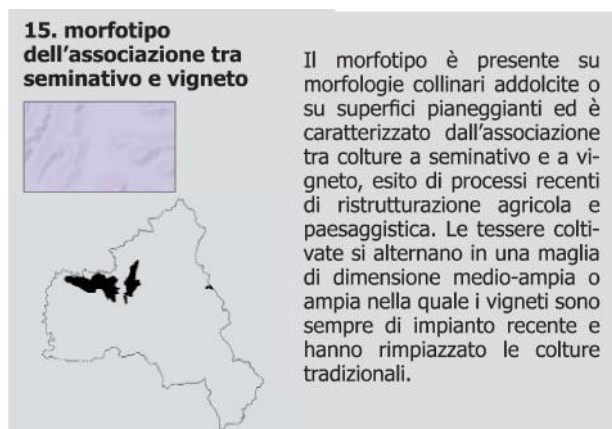 15. morfotipo
dell’associazione tra
seminativo e vigneto
Il morfotipo è presente su
morfologie collinari addolcite o
su superfici pianeggianti ed è
caratterizzato dall’associazione
tra colture a seminativo e a vi-
gneto, esito di processi recenti
di ristrutturazione agricola e
paesaggistica. Le tessere colti-
vate si alternano in una maglia
di dimensione medio-ampia o
ampia nella quale i vigneti sono
sempre di impianto recente e
hanno rimpiazzato le colture
tradizionali.